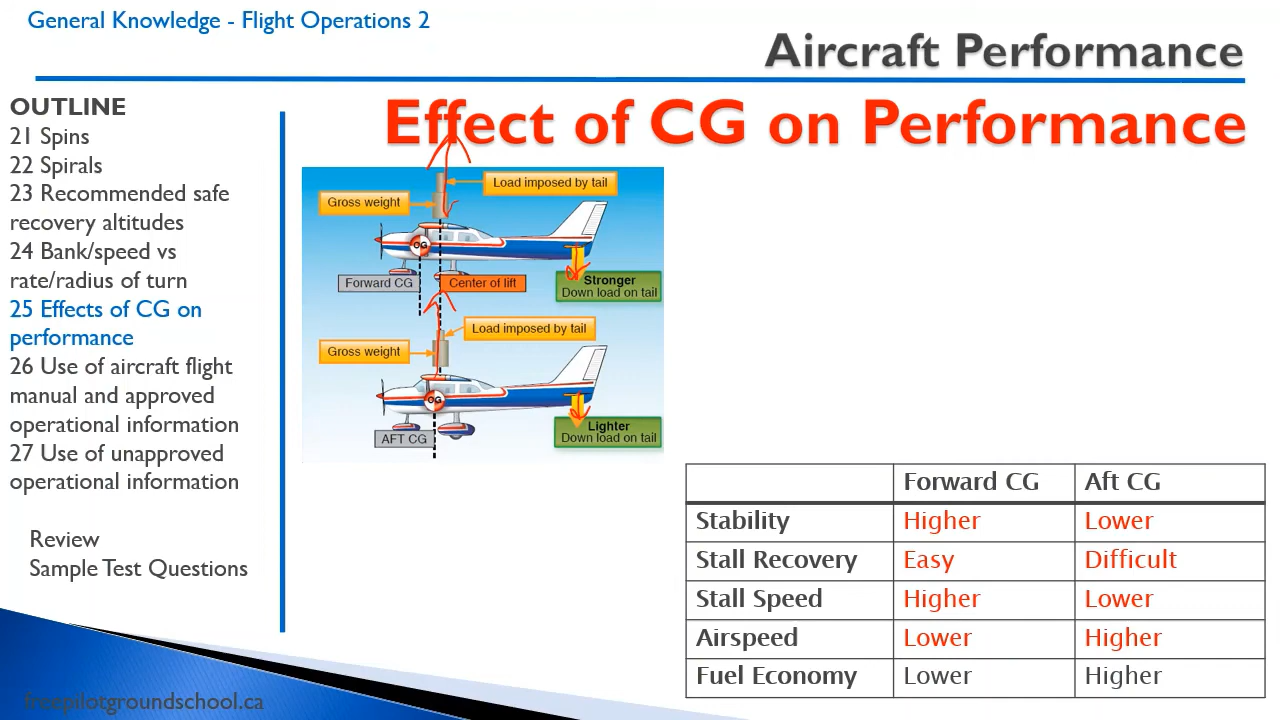 General Knowledge - Flight Operations 2
Aircraft Performance
OUTLINE
21 Spins
22 Spirals
23 Recommended safe
recovery altitudes
24 Bank/speed vs
rate/radius of turn
25 Effects of CG on
performance
26 Use of aircraft flight
manual and approved
operational information
27 Use of unapproved
operational information
Review
Sample Test Questions
freepilotgroundschool.ca
Effect of CG on Performance
Load imposed by tail
Gross weight
CG
Forward CG
Center of lift
Stronger
Down load on tail
Load imposed by tail
Gross weight
CG
AFT CG
Lighter
Down load on tail
Forward CG Aft CG
Stability Higher Lower
Stall Recovery Easy Difficult
Stall Speed Higher Lower
Airspeed Lower Higher
Fuel Economy Lower Higher